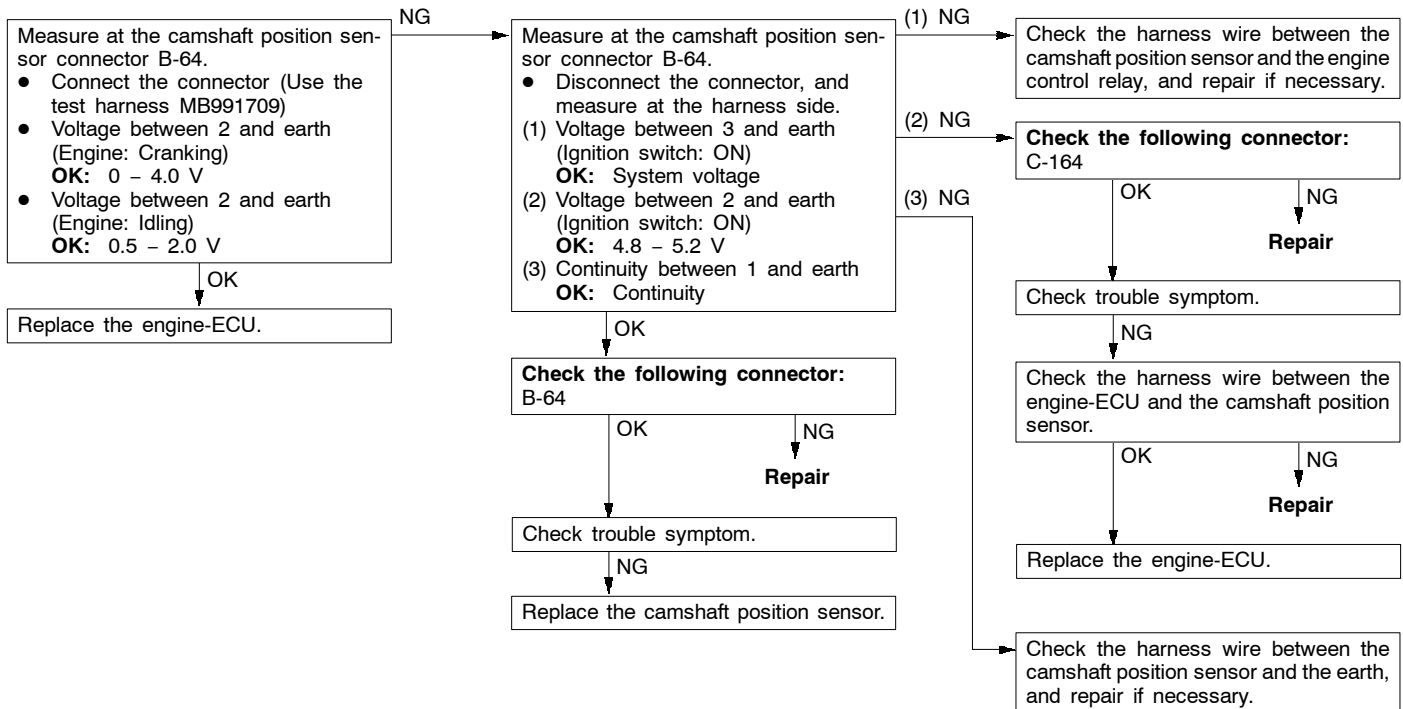 Measure at the camshaft position sen-
sor connector B-64.
● Connect the connector (Use the
test harness MB991709)
● Voltage between 2 and earth
(Engine: Cranking)
OK: 0 – 4.0 V
● Voltage between 2 and earth
(Engine: Idling)
OK: 0.5 – 2.0 V
NG
OK
Replace the engine-ECU.
Measure at the camshaft position sen-
sor connector B-64.
● Disconnect the connector, and
measure at the harness side.
(1) Voltage between 3 and earth
(Ignition switch: ON)
OK: System voltage
(2) Voltage between 2 and earth
(Ignition switch: ON)
OK: 4.8 – 5.2 V
(3) Continuity between 1 and earth
OK: Continuity
OK
Check the following connector:
B-64
OK
NG
Repair
Check trouble symptom.
NG
Replace the camshaft position sensor.
(1) NG
Check the harness wire between the
camshaft position sensor and the engine
control relay, and repair if necessary.
(2) NG
Check the following connector:
C-164
OK
NG
Repair
Check trouble symptom.
NG
Check the harness wire between the
engine-ECU and the camshaft position
sensor.
OK
NG
Repair
Replace the engine-ECU.
(3) NG
Check the harness wire between the
camshaft position sensor and the earth,
and repair if necessary.